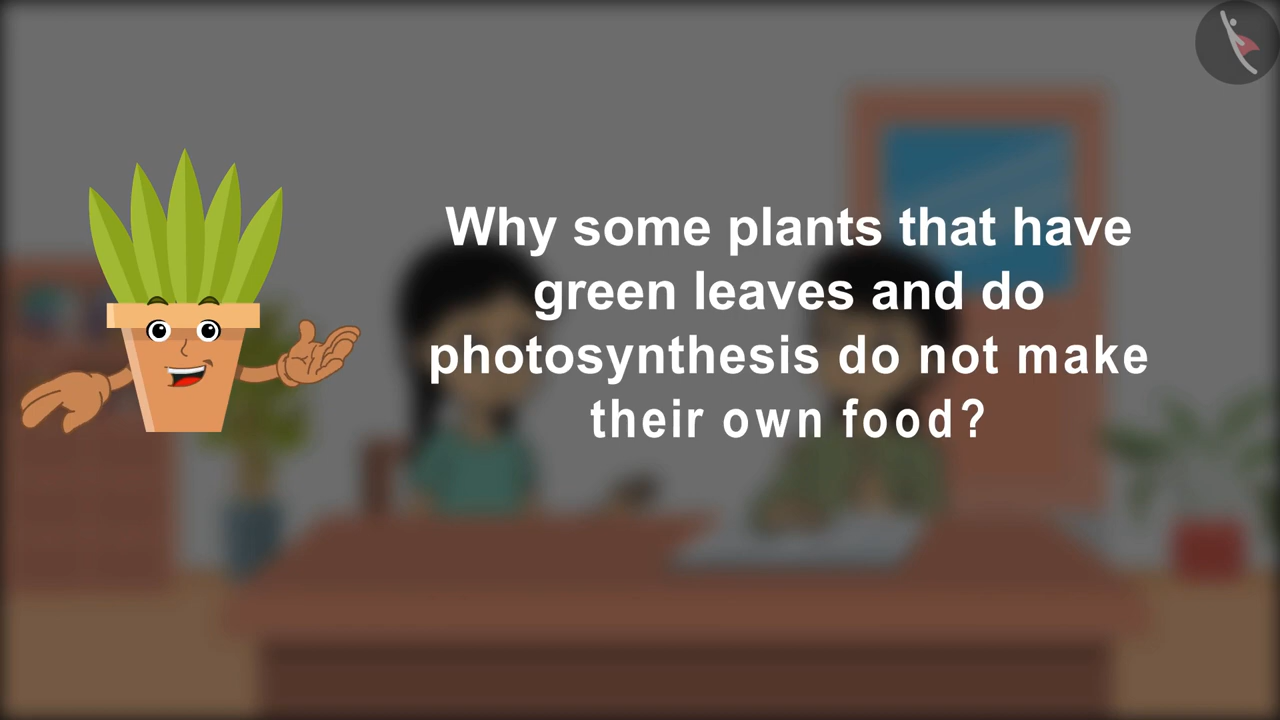 Why some plants that have
green leaves and do
photosynthesis do not make
their own food?